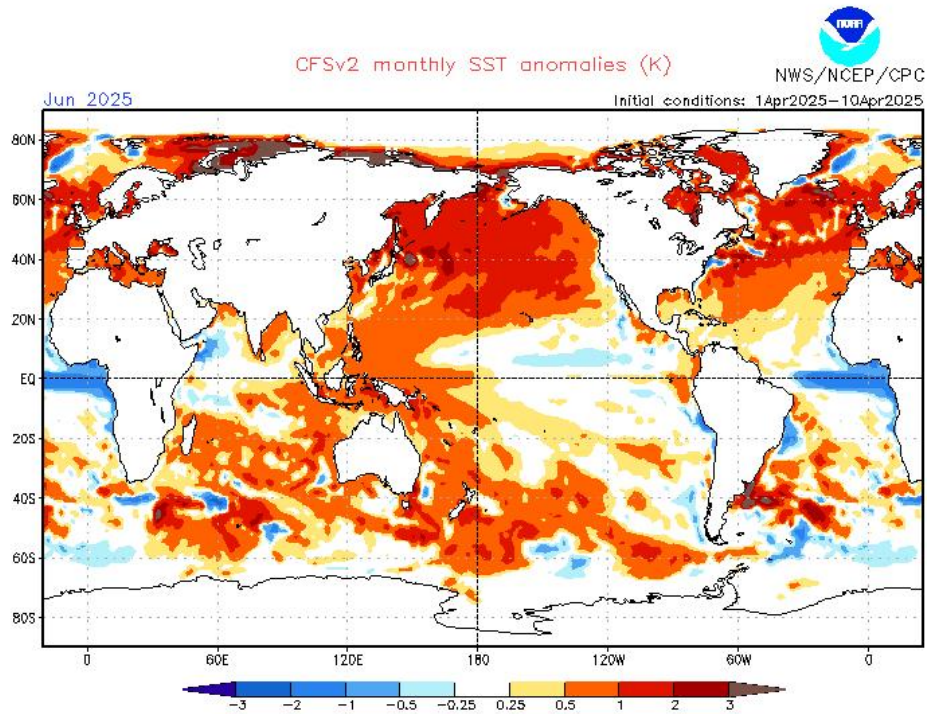 NOAA
CFSv2 monthly SST anomalies (K)
NWS/NCEP/CPC
Jun 2025
Initial conditions: 1Apr2025-10Apr2025
80N
60N
40N
20N
EQ
20S
40S
60S
80S
0 60E 120E 180 120W 60W 0
-3 -2 -1 -0.5 -0.25 0.25 0.5 1 2 3